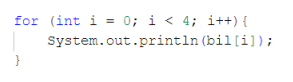 for (int i = 0; i < 4; i++){
    System.out.println(bil[i]);
}